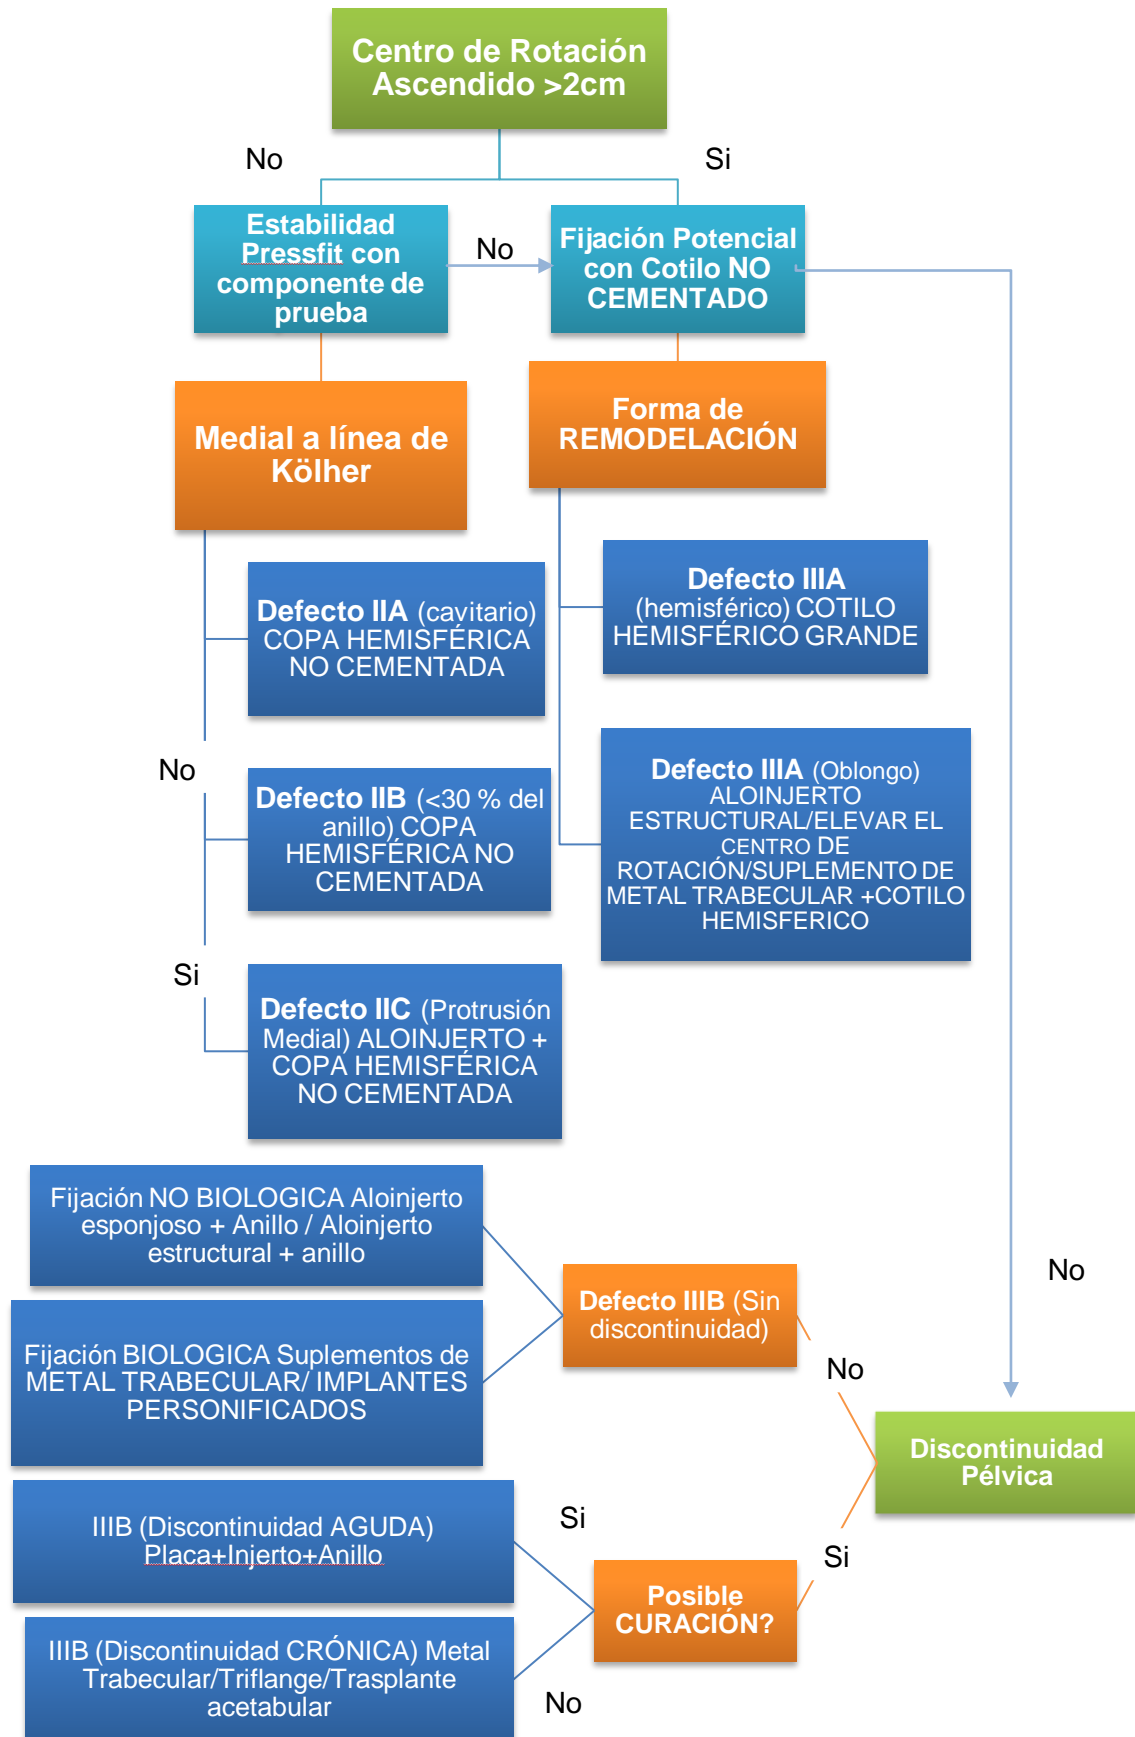 Centro de Rotación
Ascendido >2cm
No
Si
Estabilidad
Pressfit con
componente de
prueba
No
Fijación Potencial
con Cotilo NO
CEMENTADO
Medial a línea de
Kölher
Forma de
REMODELACIÓN
Defecto IIA (cavitario)
COPA HEMISFÉRICA
NO CEMENTADA
Defecto IIIA
(hemisférico) COTILO
HEMISFÉRICO GRANDE
No
Defecto IIB (<30 % del
anillo) COPA
HEMISFÉRICA NO
CEMENTADA
Defecto IIIA (Oblongo)
ALOINJERTO
ESTRUCTURAL/ELEVAR EL
CENTRO DE
ROTACIÓN/SUPLEMENTO DE
METAL TRABECULAR +COTILO
HEMISFERICO
Si
Defecto IIC (Protrusión
Medial) ALOINJERTO +
COPA HEMISFÉRICA
NO CEMENTADA
Fijación NO BIOLOGICA Aloinjerto
esponjoso + Anillo / Aloinjerto
estructural + anillo
No
Defecto IIIB (Sin
discontinuidad)
Fijación BIOLOGICA Suplementos de
METAL TRABECULAR/ IMPLANTES
PERSONIFICADOS
No
Discontinuidad
Pélvica
IIIB (Discontinuidad AGUDA)
Placa+Injerto+Anillo
Si
Si
Posible
CURACIÓN?
IIIB (Discontinuidad CRÓNICA) Metal
Trabecular/Triflange/Trasplante
acetabular
No